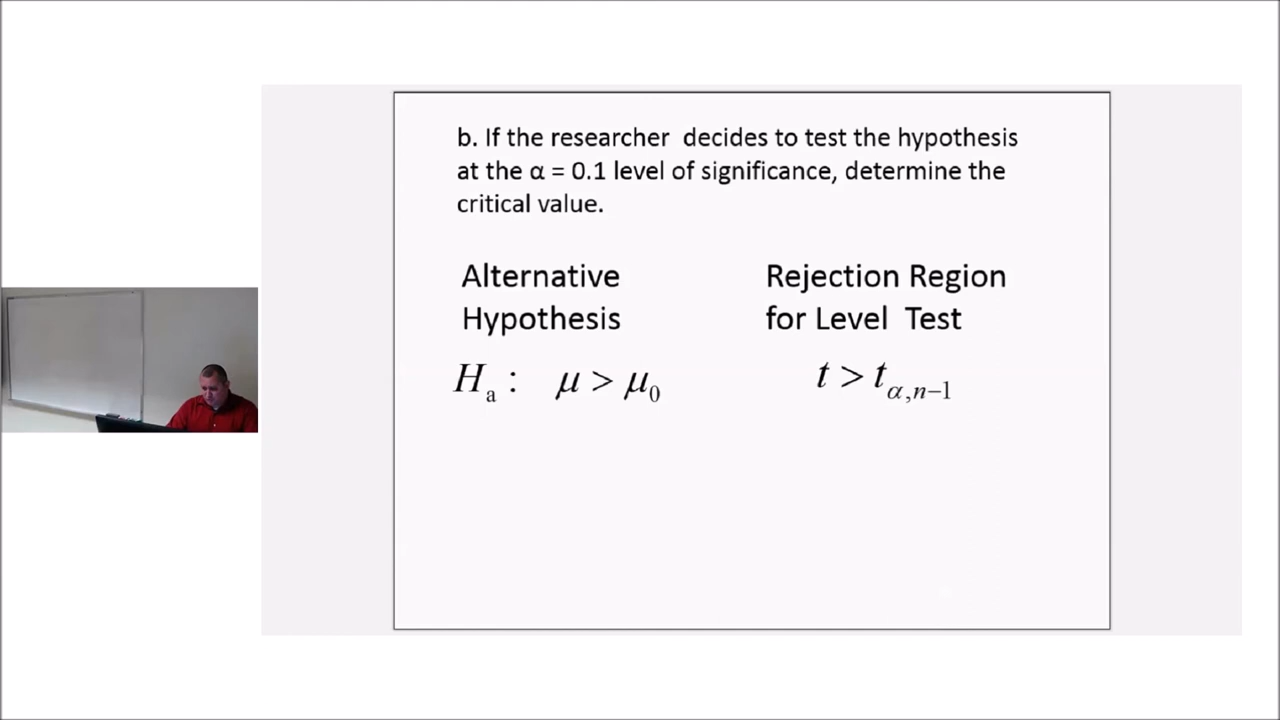 b. If the researcher decides to test the hypothesis
at the α = 0.1 level of significance, determine the
critical value.
Alternative
Hypothesis
Rejection Region
for Level Test
Hₐ : μ > μ₀
t > t_{α,n−1}